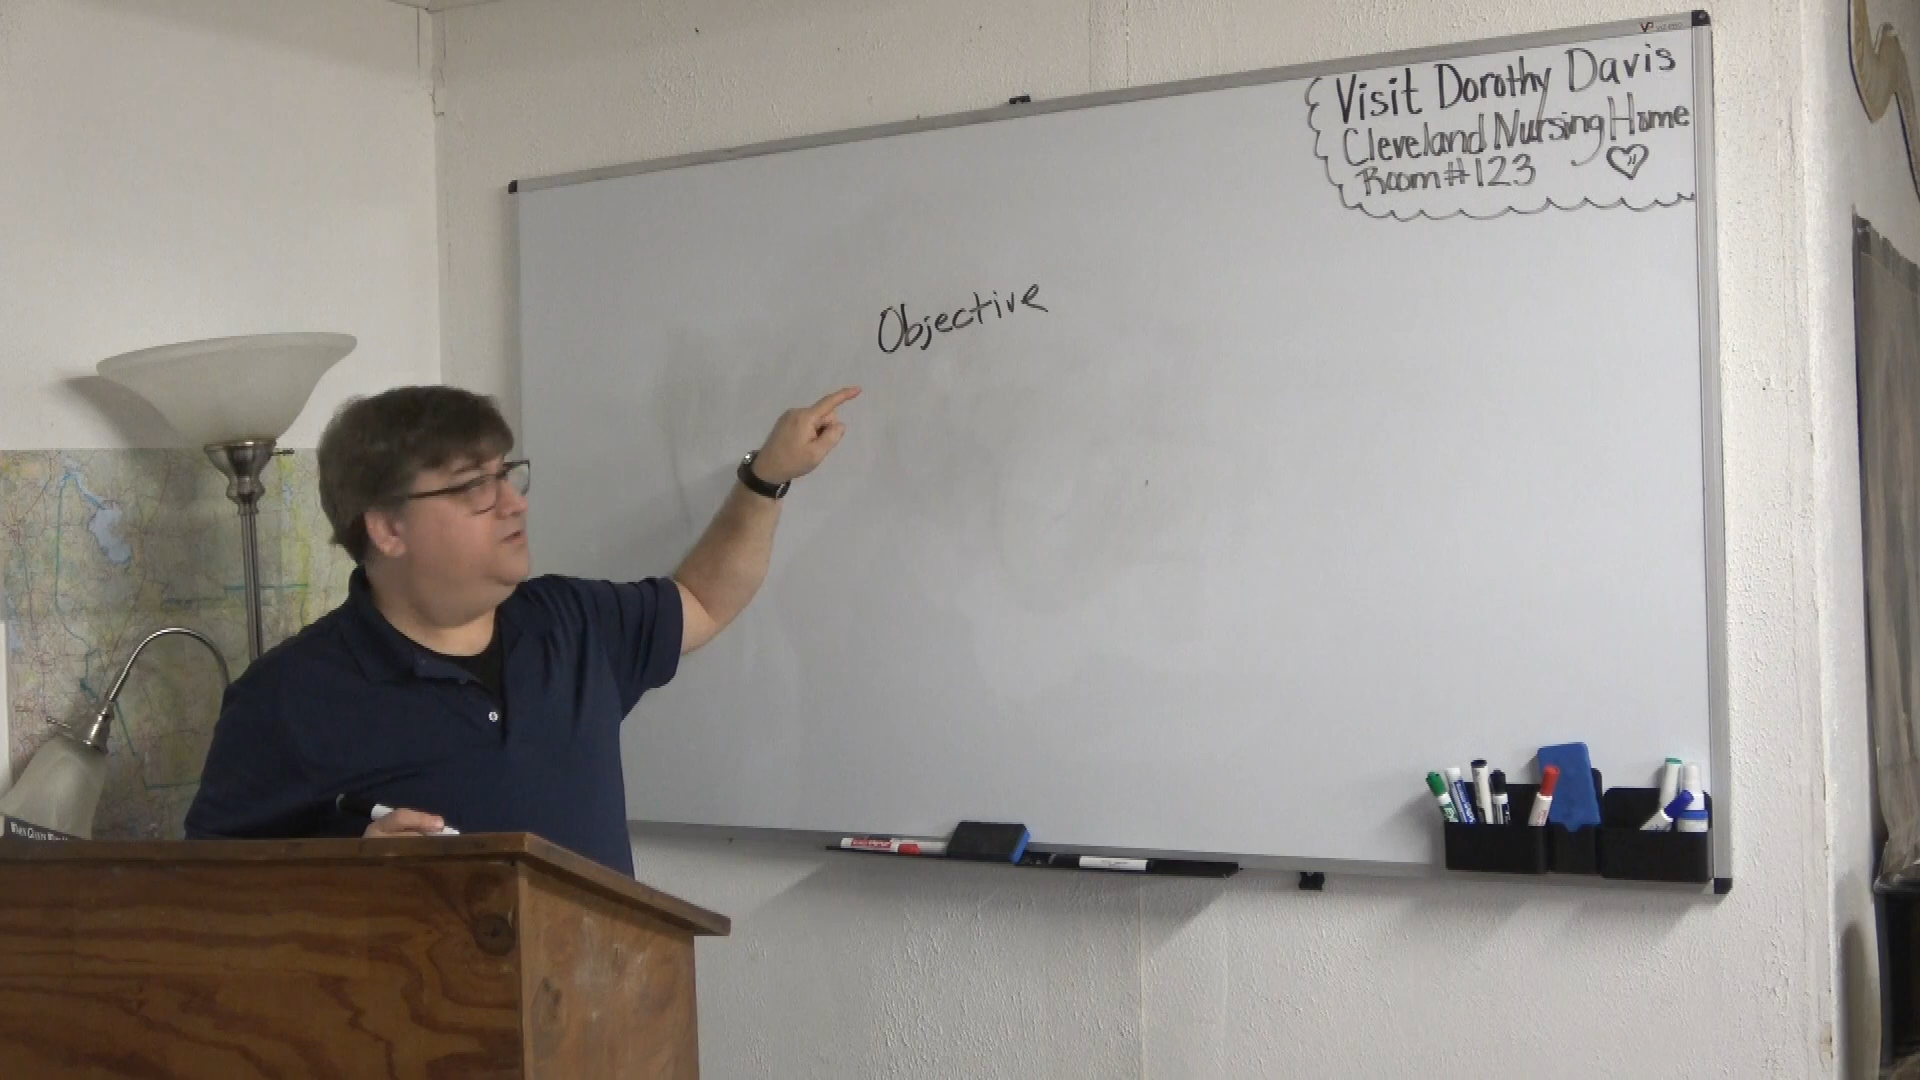 Visit Dorothy Davis
Cleveland Nursing Home
Room #123
Objective